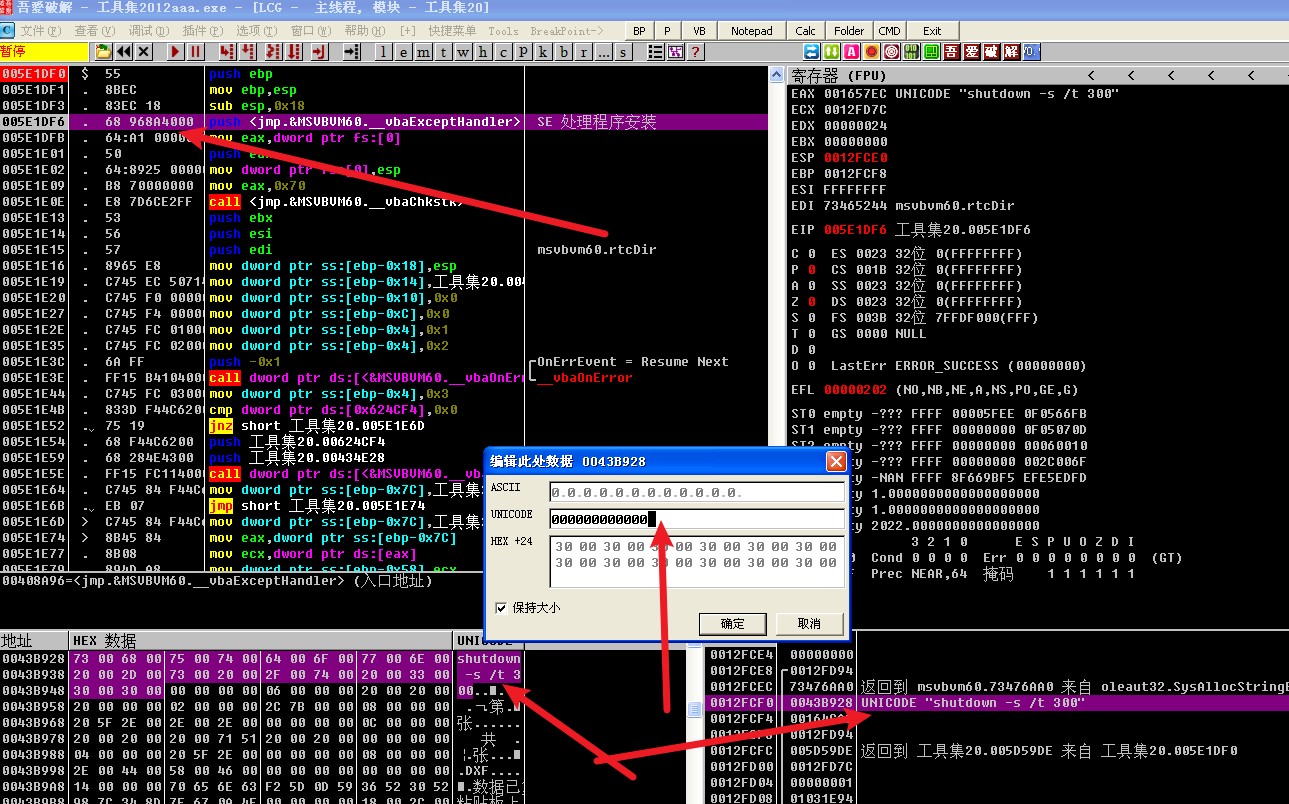 吾爱破解 - 工具集2012aaa.exe - [LCG - 主线程, 模块 - 工具集20]
文件(F) 查看(V) 调试(D) 插件(P) 选项(T) 窗口(W) 帮助(H) [+] 快捷菜单 Tools BreakPoint-> BP P VB Notepad Calc Folder CMD Exit
暂停 l e m t w h c p k b r ... s ? 吾 爱 破 解
005E1DF0 $ 55 push ebp
005E1DF1 . 8BEC mov ebp,esp
005E1DF3 . 83EC 18 sub esp,0x18
005E1DF6 . 68 968A4000 push <jmp.&MSVBVM60.__vbaExceptHandler> SE 处理程序安装
005E1DFB . 64:A1 0000 mov eax,dword ptr fs:[0]
005E1E01 . 50 push
005E1E02 . 64:8925 0000 mov dword ptr [0],esp
005E1E09 . B8 70000000 mov eax,0x70
005E1E0E . E8 7D6CE2FF call <jmp.&MSVBVM60.__vbaChkstk>
005E1E13 . 53 push ebx
005E1E14 . 56 push esi
005E1E15 . 57 push edi msvbvm60.rtcDir
005E1E16 . 8965 E8 mov dword ptr ss:[ebp-0x18],esp
005E1E19 . C745 EC 5071 mov dword ptr ss:[ebp-0x14],工具集20.004
005E1E20 . C745 F0 0000 mov dword ptr ss:[ebp-0x10],0x0
005E1E27 . C745 F4 0000 mov dword ptr ss:[ebp-0xC],0x0
005E1E2E . C745 FC 0100 mov dword ptr ss:[ebp-0x4],0x1
005E1E35 . C745 FC 0200 mov dword ptr ss:[ebp-0x4],0x2
005E1E3C . 6A FF push -0x1 OnErrEvent = Resume Next
005E1E3E . FF15 B4104000 call dword ptr ds:[<&MSVBVM60.__vbaOnErr __vbaOnError
005E1E44 . C745 FC 0300 mov dword ptr ss:[ebp-0x4],0x3
005E1E4B . 833D F44C6200 cmp dword ptr ds:[0x624CF4],0x0
005E1E52 . 75 19 jnz short 工具集20.005E1E6D
005E1E54 . 68 F44C6200 push 工具集20.00624CF4
005E1E59 . 68 284E4300 push 工具集20.00434E28
005E1E5E . FF15 FC114000 call dword ptr ds:[<&MSVBVM60.__vba
005E1E64 . C745 84 F44C mov dword ptr ss:[ebp-0x7C],工具集
005E1E6B . EB 07 jmp short 工具集20.005E1E74
005E1E6D > C745 84 F44C mov dword ptr ss:[ebp-0x7C],工具集
005E1E74 > 8B45 84 mov eax,dword ptr ss:[ebp-0x7C]
005E1E77 . 8B08 mov ecx,dword ptr ds:[eax]
00408A96=<jmp.&MSVBVM60.__vbaExceptHandler> (入口地址)
寄存器 (FPU) < < < < <
EAX 001657EC UNICODE "shutdown -s /t 300"
ECX 0012FD7C
EDX 00000024
EBX 00000000
ESP 0012FCE0
EBP 0012FCF8
ESI FFFFFFFF
EDI 73465244 msvbvm60.rtcDir
EIP 005E1DF6 工具集20.005E1DF6
C 0 ES 0023 32位 0(FFFFFFFF)
P 0 CS 001B 32位 0(FFFFFFFF)
A 0 SS 0023 32位 0(FFFFFFFF)
Z 0 DS 0023 32位 0(FFFFFFFF)
S 0 FS 003B 32位 7FFDF000(FFF)
T 0 GS 0000 NULL
D 0
O 0 LastErr ERROR_SUCCESS (00000000)
EFL 00000202 (NO,NB,NE,A,NS,PO,GE,G)
ST0 empty -??? FFFF 00005FEE 0F0566FB
ST1 empty -??? FFFF 00000000 0F05070D
ST2 empty -??? FFFF 00000000 00066010
-??? FFFF 00000000 002C006F
-NAN FFFF 8F669BF5 EFE5EDFD
1.0000000000000000000
1.0000000000000000000
2022.0000000000000000
3 2 1 0 E S P U O Z D I
0 Cond 0 0 0 0 Err 0 0 0 0 0 0 0 0 (GT)
Prec NEAR,64 掩码 1 1 1 1 1 1
编辑此处数据 0043B928
ASCII 0.0.0.0.0.0.0.0.0.0.0.0.
UNICODE 000000000000
HEX +24 30 00 30 00 30 00 30 00 30 00 30 00
30 00 30 00 30 00 30 00 30 00 30 00
保持大小
确定 取消
地址 HEX 数据 UNICODE
0043B928 73 00 68 00 75 00 74 00 64 00 6F 00 77 00 6E 00 shutdown
0043B938 20 00 2D 00 73 00 20 00 2F 00 74 00 20 00 33 00 -s /t 3
0043B948 30 00 30 00 00 00 00 00 06 00 00 00 20 00 20 00 00..
0043B958 20 00 00 00 02 00 00 00 2C 7B 00 00 08 00 00 00 第
0043B968 20 5F 2E 00 2E 00 2E 00 00 00 00 00 0C 00 09 00 张
0043B978 20 00 20 00 20 00 71 51 20 00 20 00 00 00 00 00 共
0043B988 04 00 00 00 20 5F 2E 00 00 00 00 00 08 00 00 00 张
0043B998 2E 00 44 00 58 00 46 00 00 00 00 00 00 00 00 00 .DXF....
0043B9A8 14 00 00 00 70 65 6E 63 F2 5D 0D 59 36 52 30 52 数据已
0012FCE4 00000000
0012FCE8 0012FD94
0012FCEC 73476AA0 返回到 msvbvm60.73476AA0 来自 oleaut32.SysAllocStringB
0012FCF0 0043B928 UNICODE "shutdown -s /t 300"
0012FCF4
0012FCF8 0012FD94
0012FCFC 005D59DE 返回到 工具集20.005D59DE 来自 工具集20.005E1DF0
0012FD00 0012FD7C
0012FD04 00000001
0012FD08 01031E94